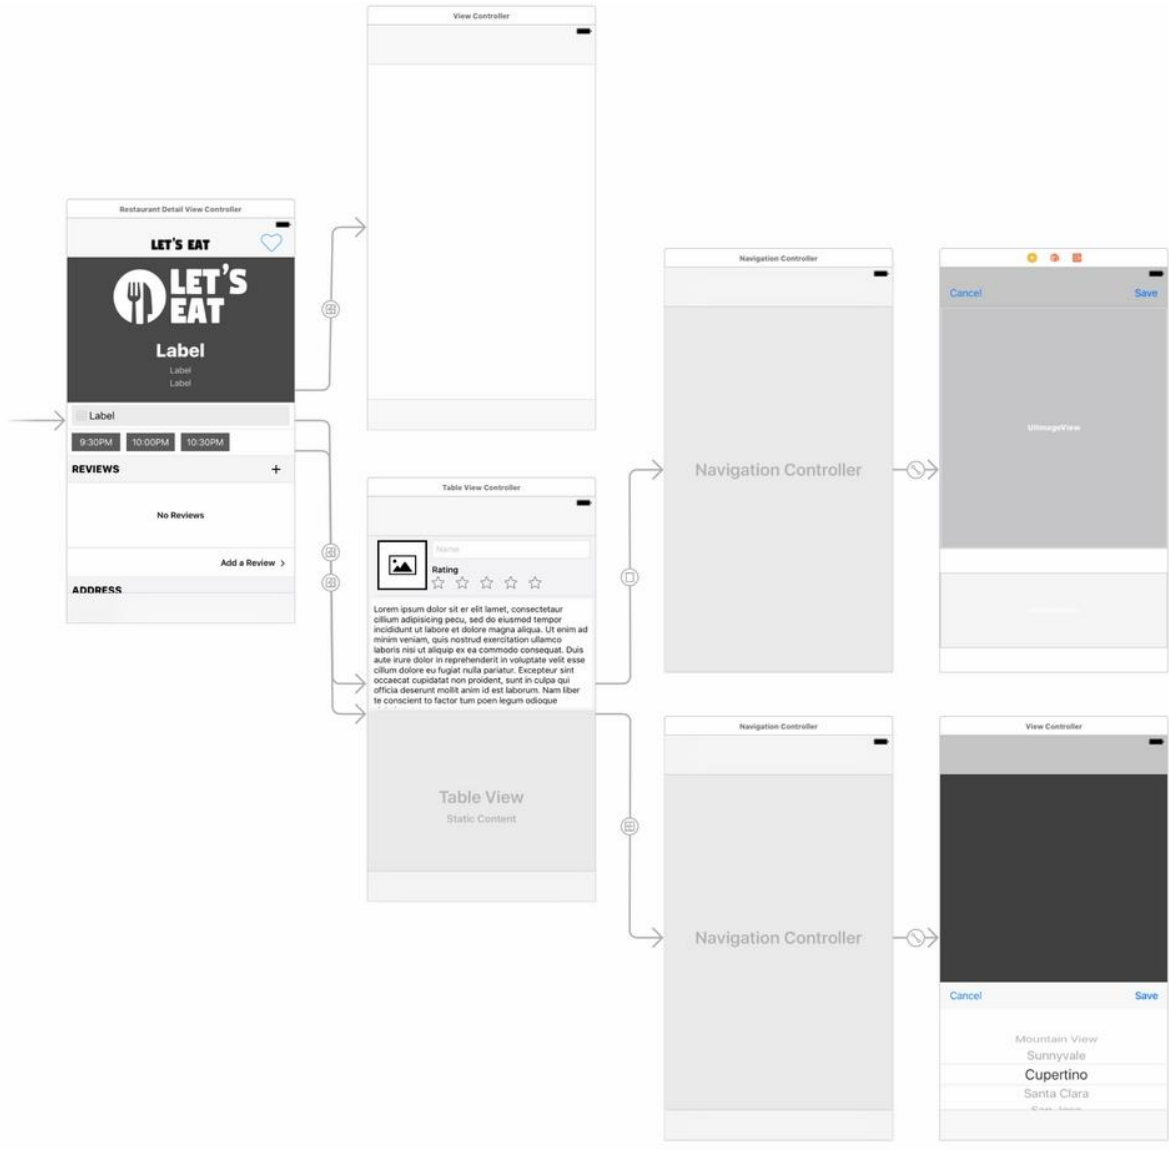 View Controller
Restaurant Detail View Controller
LET'S EAT
LET'S
EAT
Label
Label
Label
Label
9:30PM 10:00PM 10:30PM
REVIEWS +
No Reviews
Add a Review >
ADDRESS
Table View Controller
Name
Rating
Lorem ipsum dolor sit er elit lamet, consectetaur
cillium adipisicing pecu, sed do eiusmod tempor
incididunt ut labore et dolore magna aliqua. Ut enim ad
minim veniam, quis nostrud exercitation ullamco
laboris nisi ut aliquip ex ea commodo consequat. Duis
aute irure dolor in reprehenderit in voluptate velit esse
cillum dolore eu fugiat nulla pariatur. Excepteur sint
occaecat cupidatat non proident, sunt in culpa qui
officia deserunt mollit anim id est laborum. Nam liber
te conscient to factor tum poen legum odioque
Table View
Static Content
Navigation Controller
Navigation Controller
Cancel Save
UIImageView
Navigation Controller
Navigation Controller
View Controller
Cancel Save
Mountain View
Sunnyvale
Cupertino
Santa Clara
San Jose